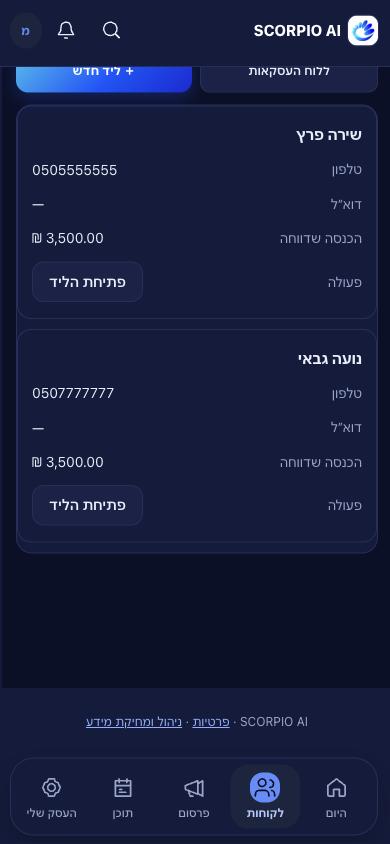 SCORPIO AI
מ
ללוח העסקאות
+ ליד חדש
שירה פרץ
טלפון 0505555555
דוא״ל —
הכנסה שדווחה 3,500.00 ₪
פעולה פתיחת הליד
נועה גבאי
טלפון 0507777777
דוא״ל —
הכנסה שדווחה 3,500.00 ₪
פעולה פתיחת הליד
SCORPIO AI · פרטיות · ניהול ומחיקת מידע
היום
לקוחות
פרסום
תוכן
העסק שלי